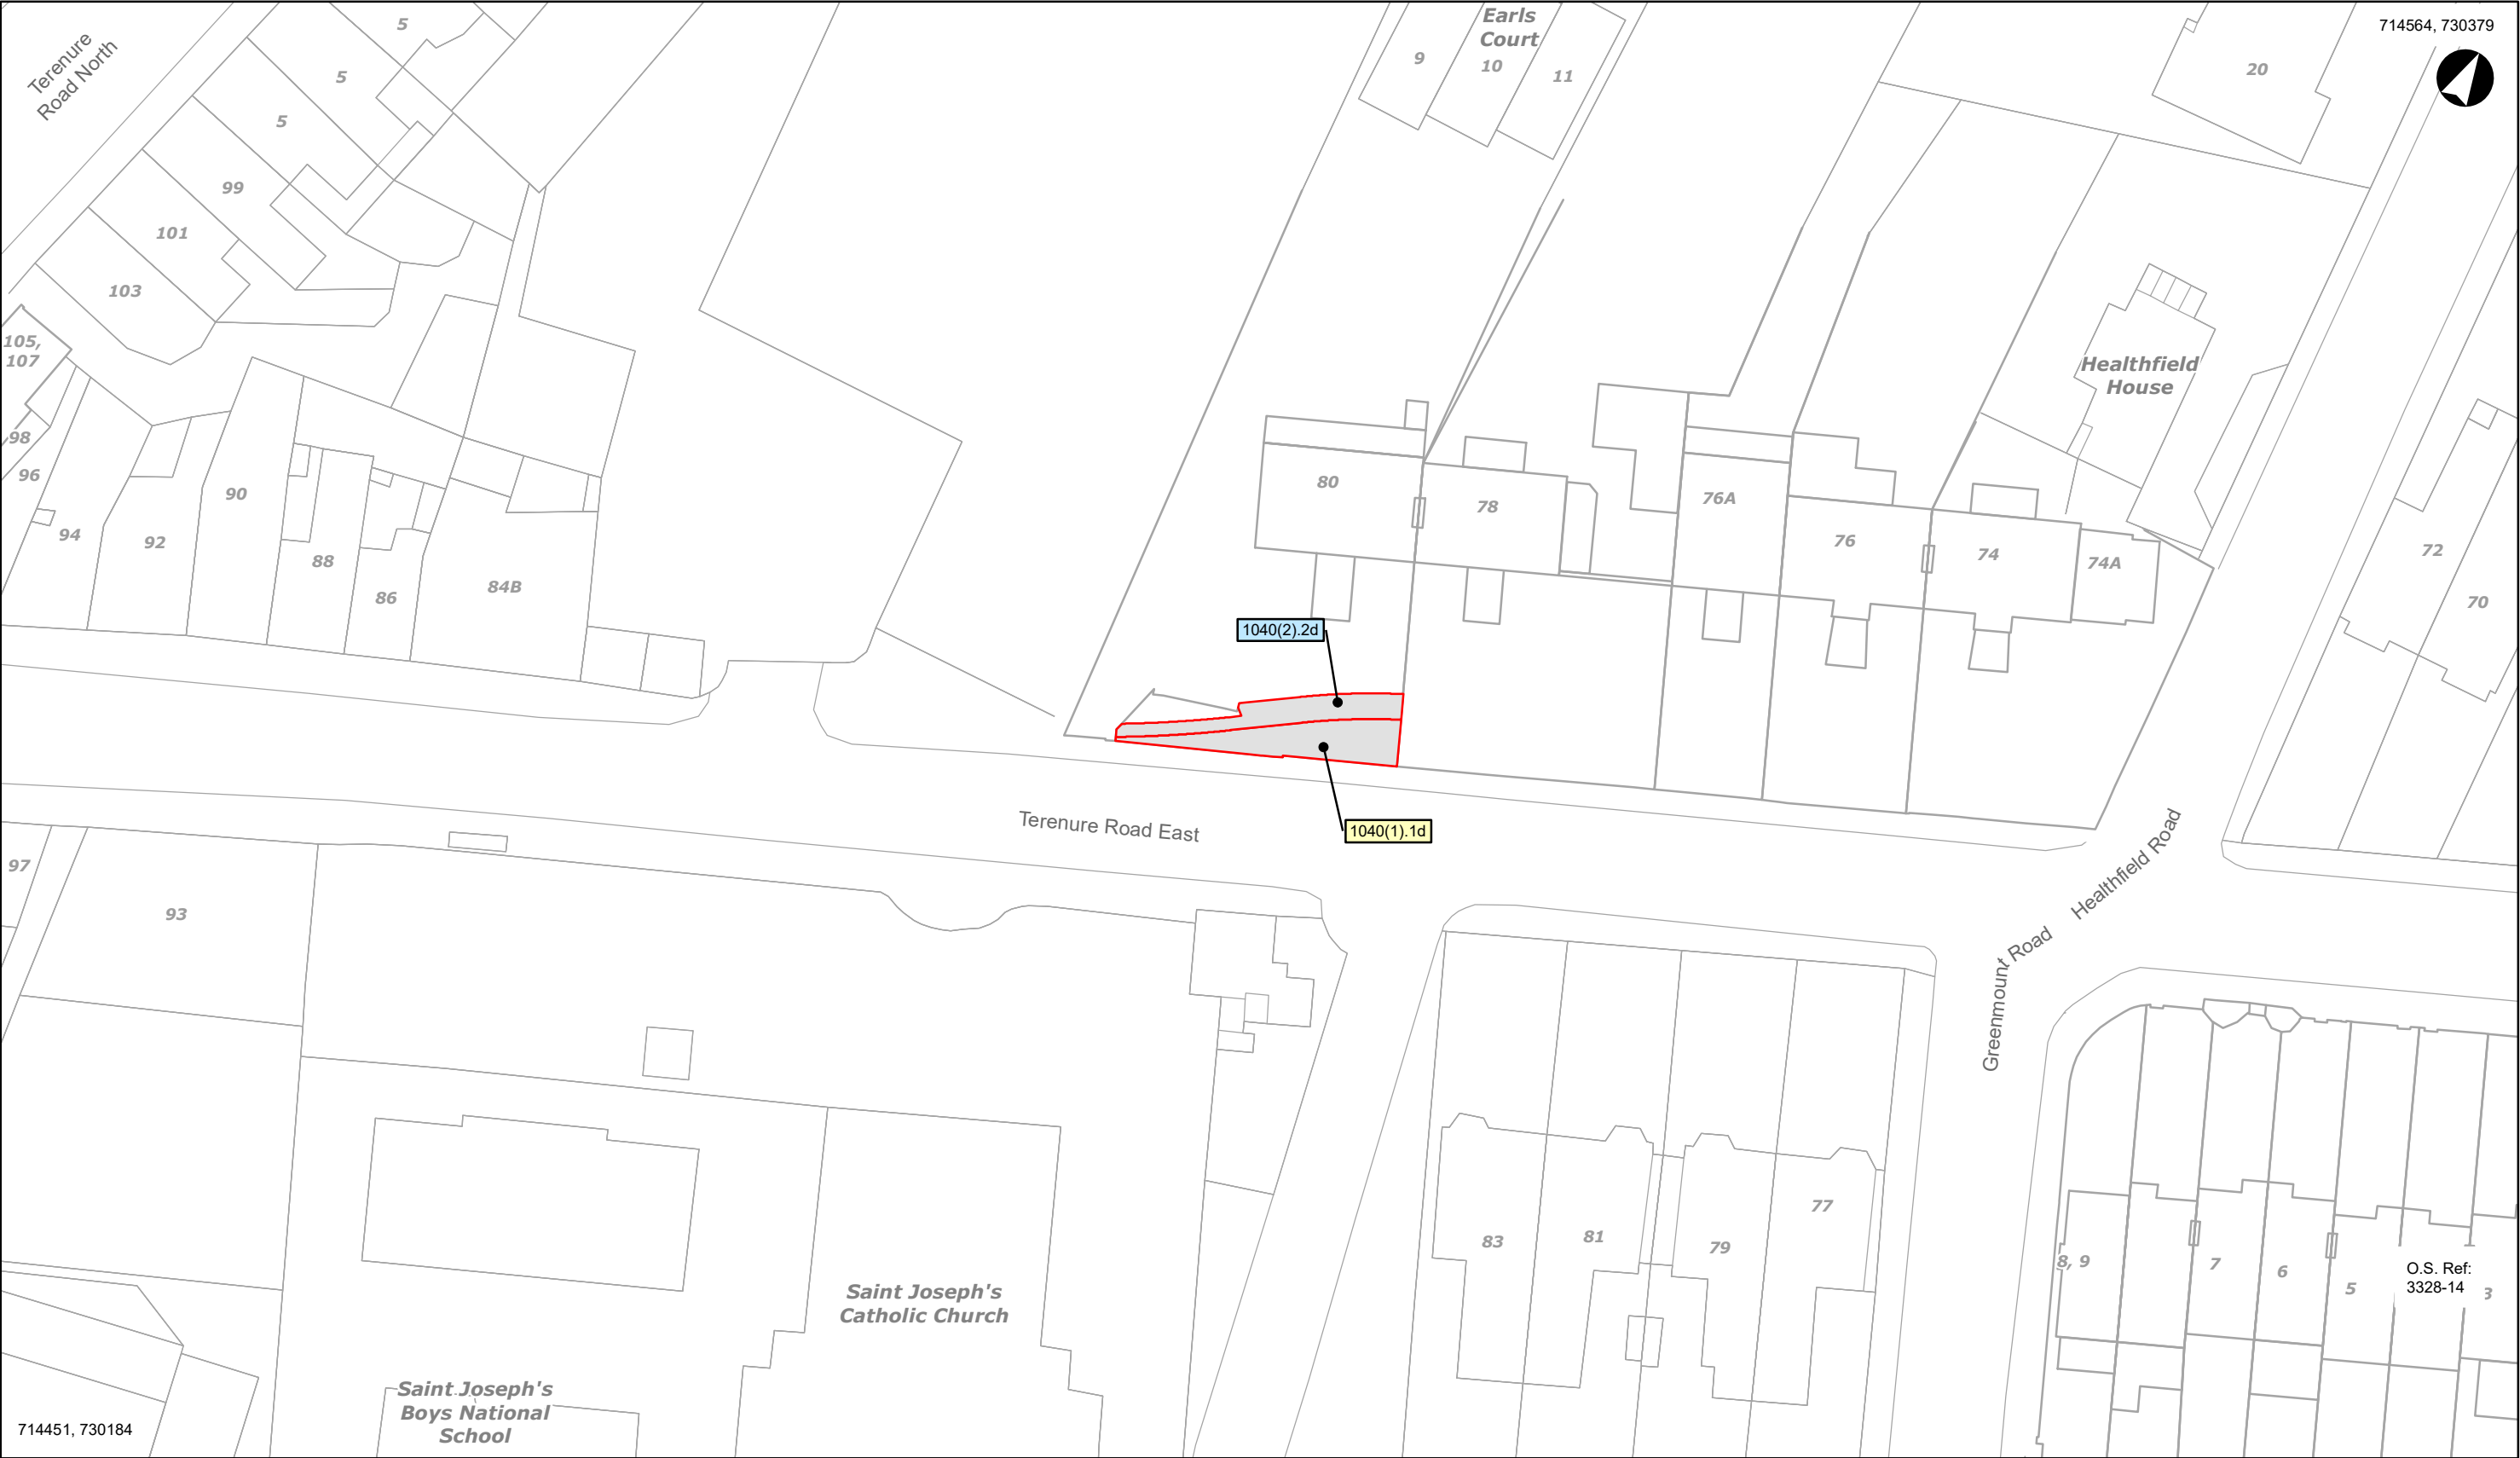 714564, 730379
Terenure
Road North
5
5
5
99
101
103
105,
107
98
96
94
92
90
88
86
84B
Earls
Court
9
10
11
20
Healthfield
House
80
78
76A
76
74
74A
72
70
1040(2).2d
1040(1).1d
Terenure Road East
Healthfield Road
Greenmount Road
97
93
83
81
79
77
8, 9
7
6
5
3
O.S. Ref:
3328-14
Saint Joseph's
Catholic Church
Saint Joseph's
Boys National
School
714451, 730184